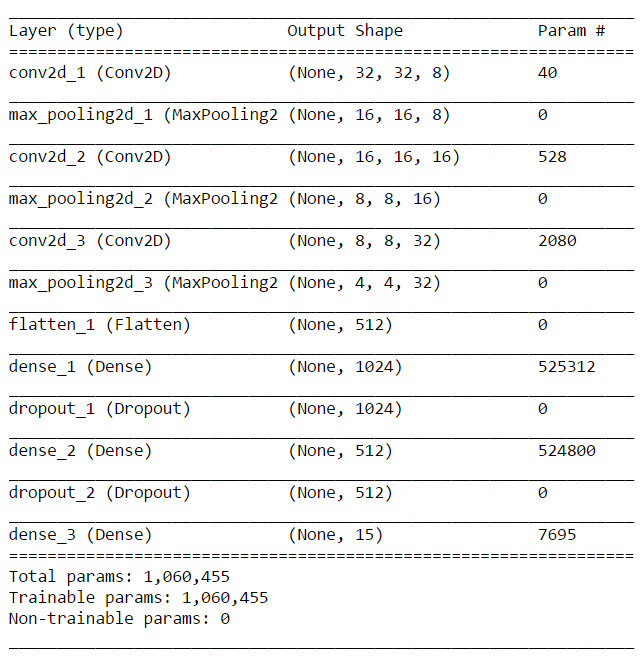 Layer (type) Output Shape Param #
=================================================================
conv2d_1 (Conv2D) (None, 32, 32, 8) 40
_________________________________________________________________
max_pooling2d_1 (MaxPooling2 (None, 16, 16, 8) 0
_________________________________________________________________
conv2d_2 (Conv2D) (None, 16, 16, 16) 528
_________________________________________________________________
max_pooling2d_2 (MaxPooling2 (None, 8, 8, 16) 0
_________________________________________________________________
conv2d_3 (Conv2D) (None, 8, 8, 32) 2080
_________________________________________________________________
max_pooling2d_3 (MaxPooling2 (None, 4, 4, 32) 0
_________________________________________________________________
flatten_1 (Flatten) (None, 512) 0
_________________________________________________________________
dense_1 (Dense) (None, 1024) 525312
_________________________________________________________________
dropout_1 (Dropout) (None, 1024) 0
_________________________________________________________________
dense_2 (Dense) (None, 512) 524800
_________________________________________________________________
dropout_2 (Dropout) (None, 512) 0
_________________________________________________________________
dense_3 (Dense) (None, 15) 7695
=================================================================
Total params: 1,060,455
Trainable params: 1,060,455
Non-trainable params: 0
_________________________________________________________________